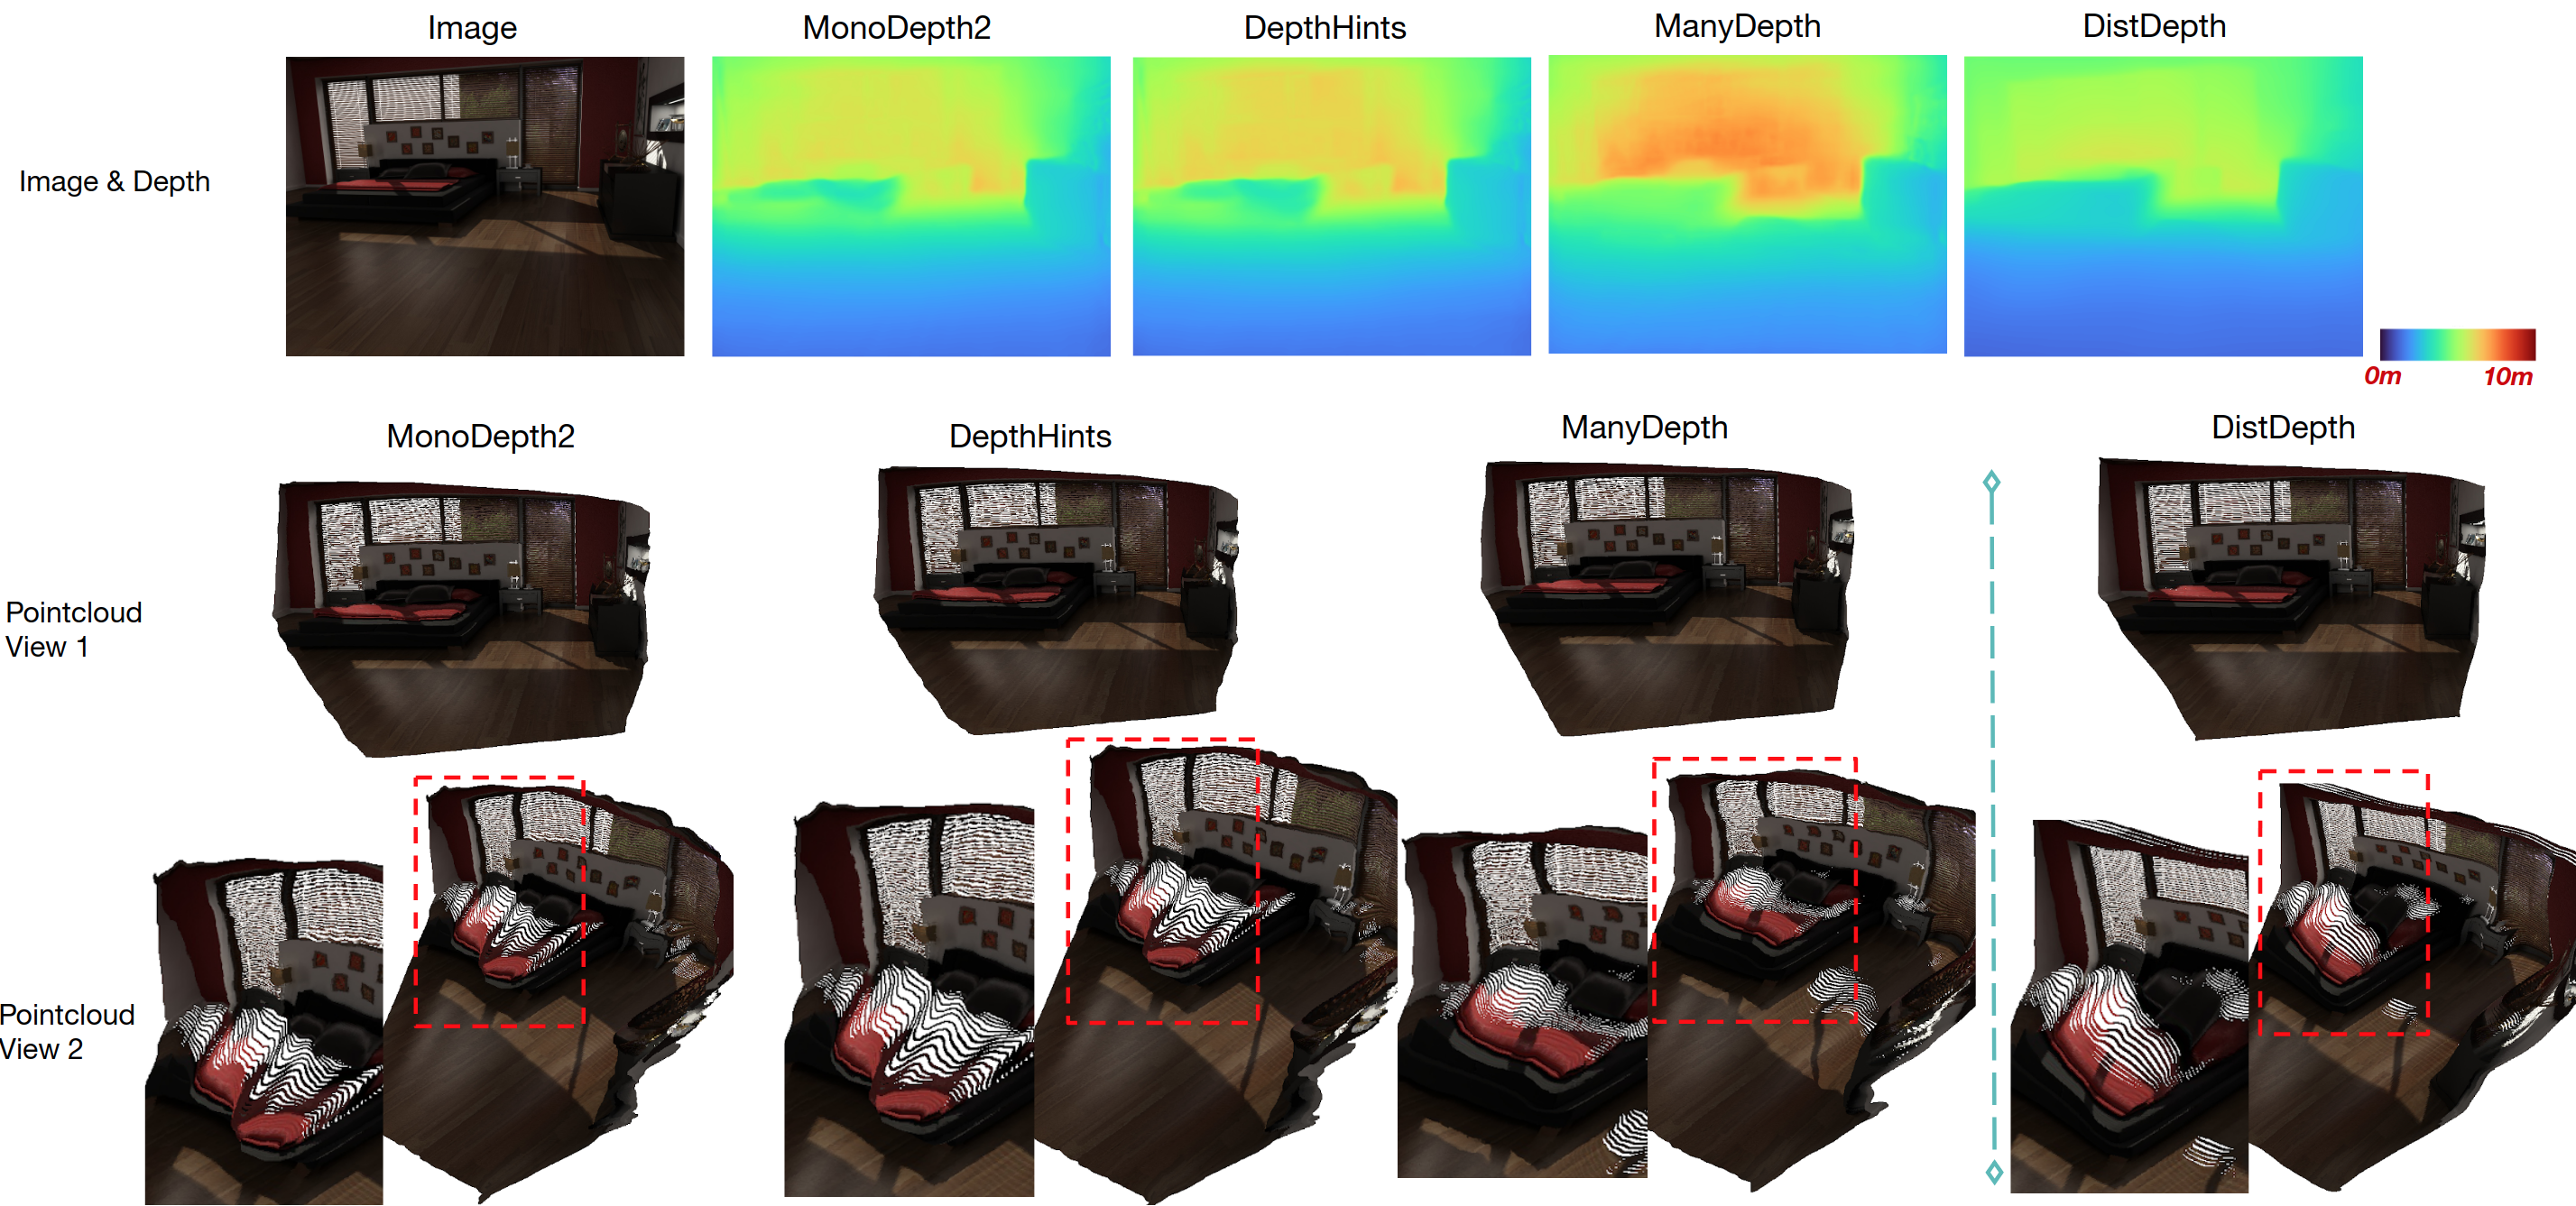 Image
MonoDepth2
DepthHints
ManyDepth
DistDepth
Image & Depth
0m
10m
MonoDepth2
DepthHints
ManyDepth
DistDepth
Pointcloud
View 1
Pointcloud
View 2